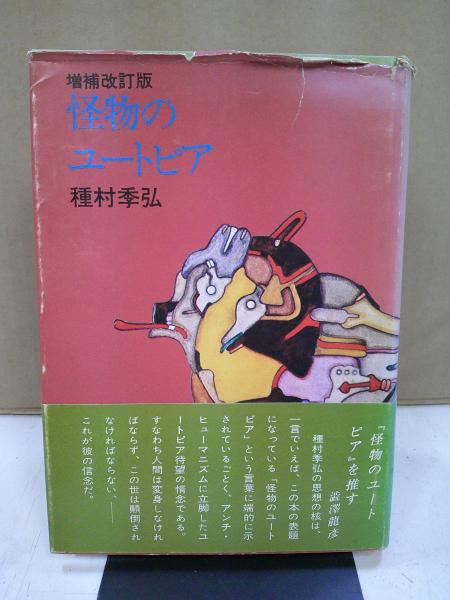 増補改訂版
怪物の
ユートピア
種村季弘
『怪物のユート
ピア』を推す
澁澤龍彦
種村季弘の思想の核は、
一言でいえば、この本の表題
になっている「怪物のユート
ピア」という言葉に端的に示
されているごとく、アンチ・
ヒューマニズムに立脚したユ
ートピア待望の情念である。
すなわち人間は変身しなけれ
ばならず、この世は顛倒され
なければならない、――
これが彼の信念だ。